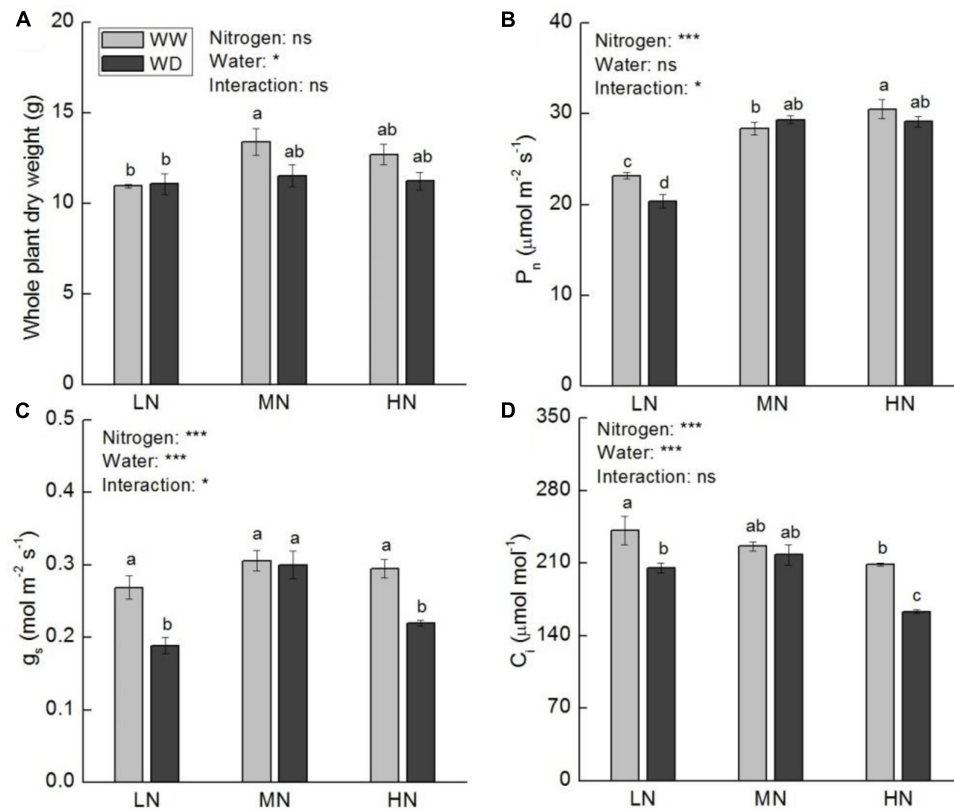 A
20
15
10
5
0
Whole plant dry weight (g)
WW
WD
Nitrogen: ns
Water: *
Interaction: ns
b b a ab ab ab
LN MN HN
B
40
30
20
10
0
Pn (μmol m-2 s-1)
Nitrogen: ***
Water: ns
Interaction: *
c d b ab a ab
LN MN HN
C
0.5
0.4
0.3
0.2
0.1
0.0
gs (mol m-2 s-1)
Nitrogen: ***
Water: ***
Interaction: *
a b a a a b
LN MN HN
D
350
280
210
140
70
0
Ci (μmol mol-1)
Nitrogen: ***
Water: ***
Interaction: ns
a b ab ab b c
LN MN HN